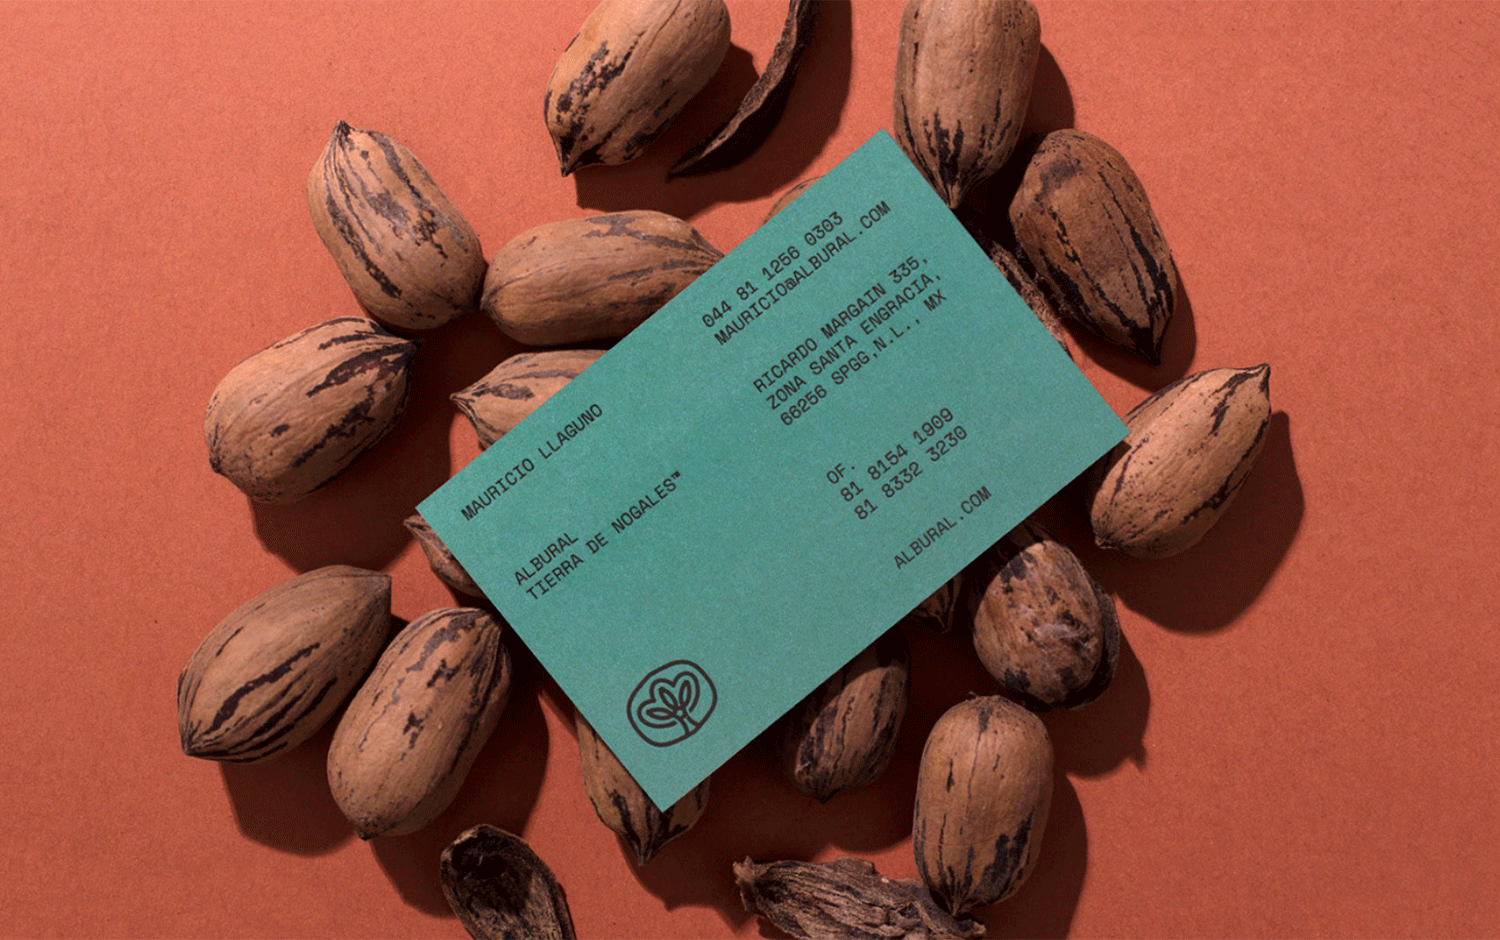 MAURICIO LLAGUNO
ALBURAL
TIERRA DE NOGALES™
044 81 1256 0303
MAURICIO@ALBURAL.COM
RICARDO MARGAIN 335,
ZONA SANTA ENGRACIA,
66256 SPGG,N.L., MX
OF.
81 8154 1909
81 8332 3230
ALBURAL.COM